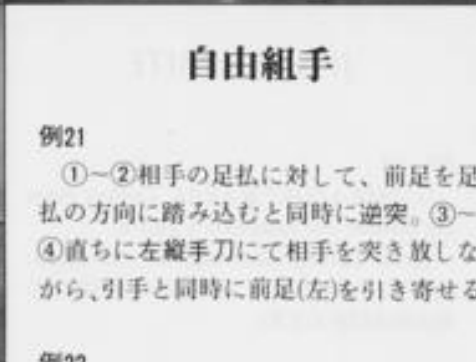 自由組手
例21
①~②相手の足払に対して、前足を足
払の方向に踏み込むと同時に逆突。③~
④直ちに左縦手刀にて相手を突き放しな
がら、引手と同時に前足(左)を引き寄せる
例22